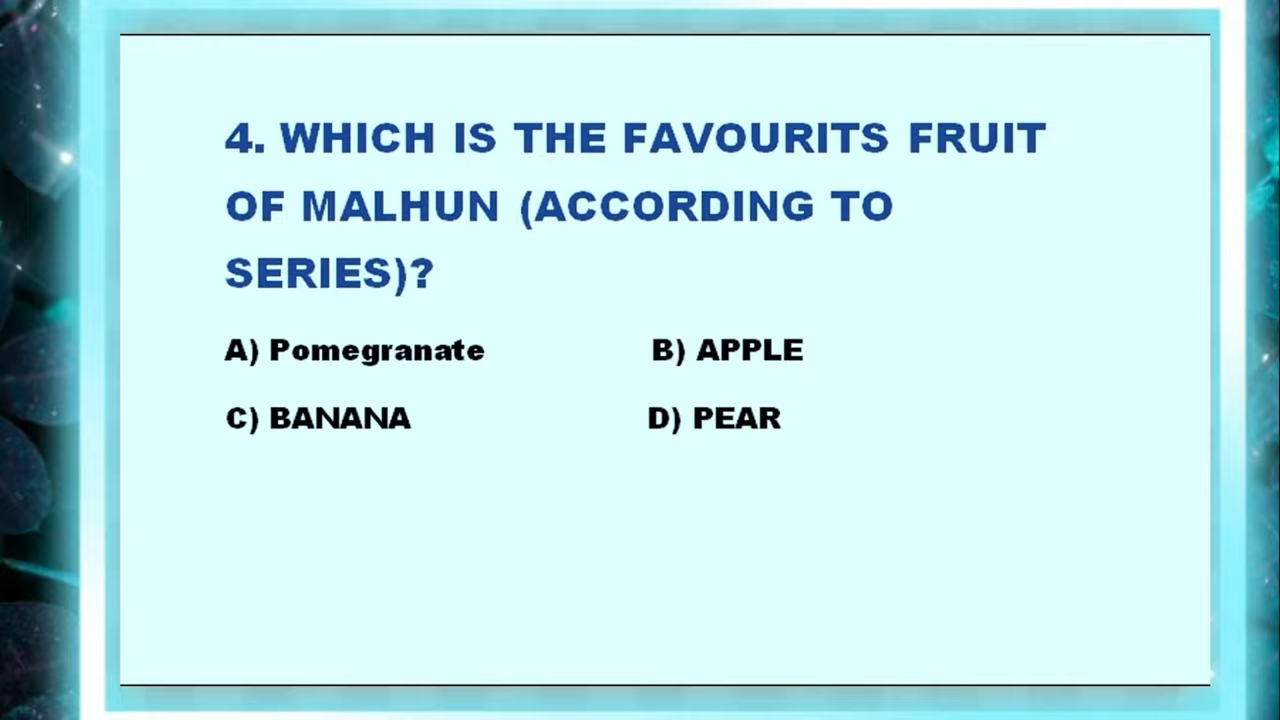 4. WHICH IS THE FAVOURITS FRUIT
OF MALHUN (ACCORDING TO
SERIES)?
A) Pomegranate B) APPLE
C) BANANA D) PEAR